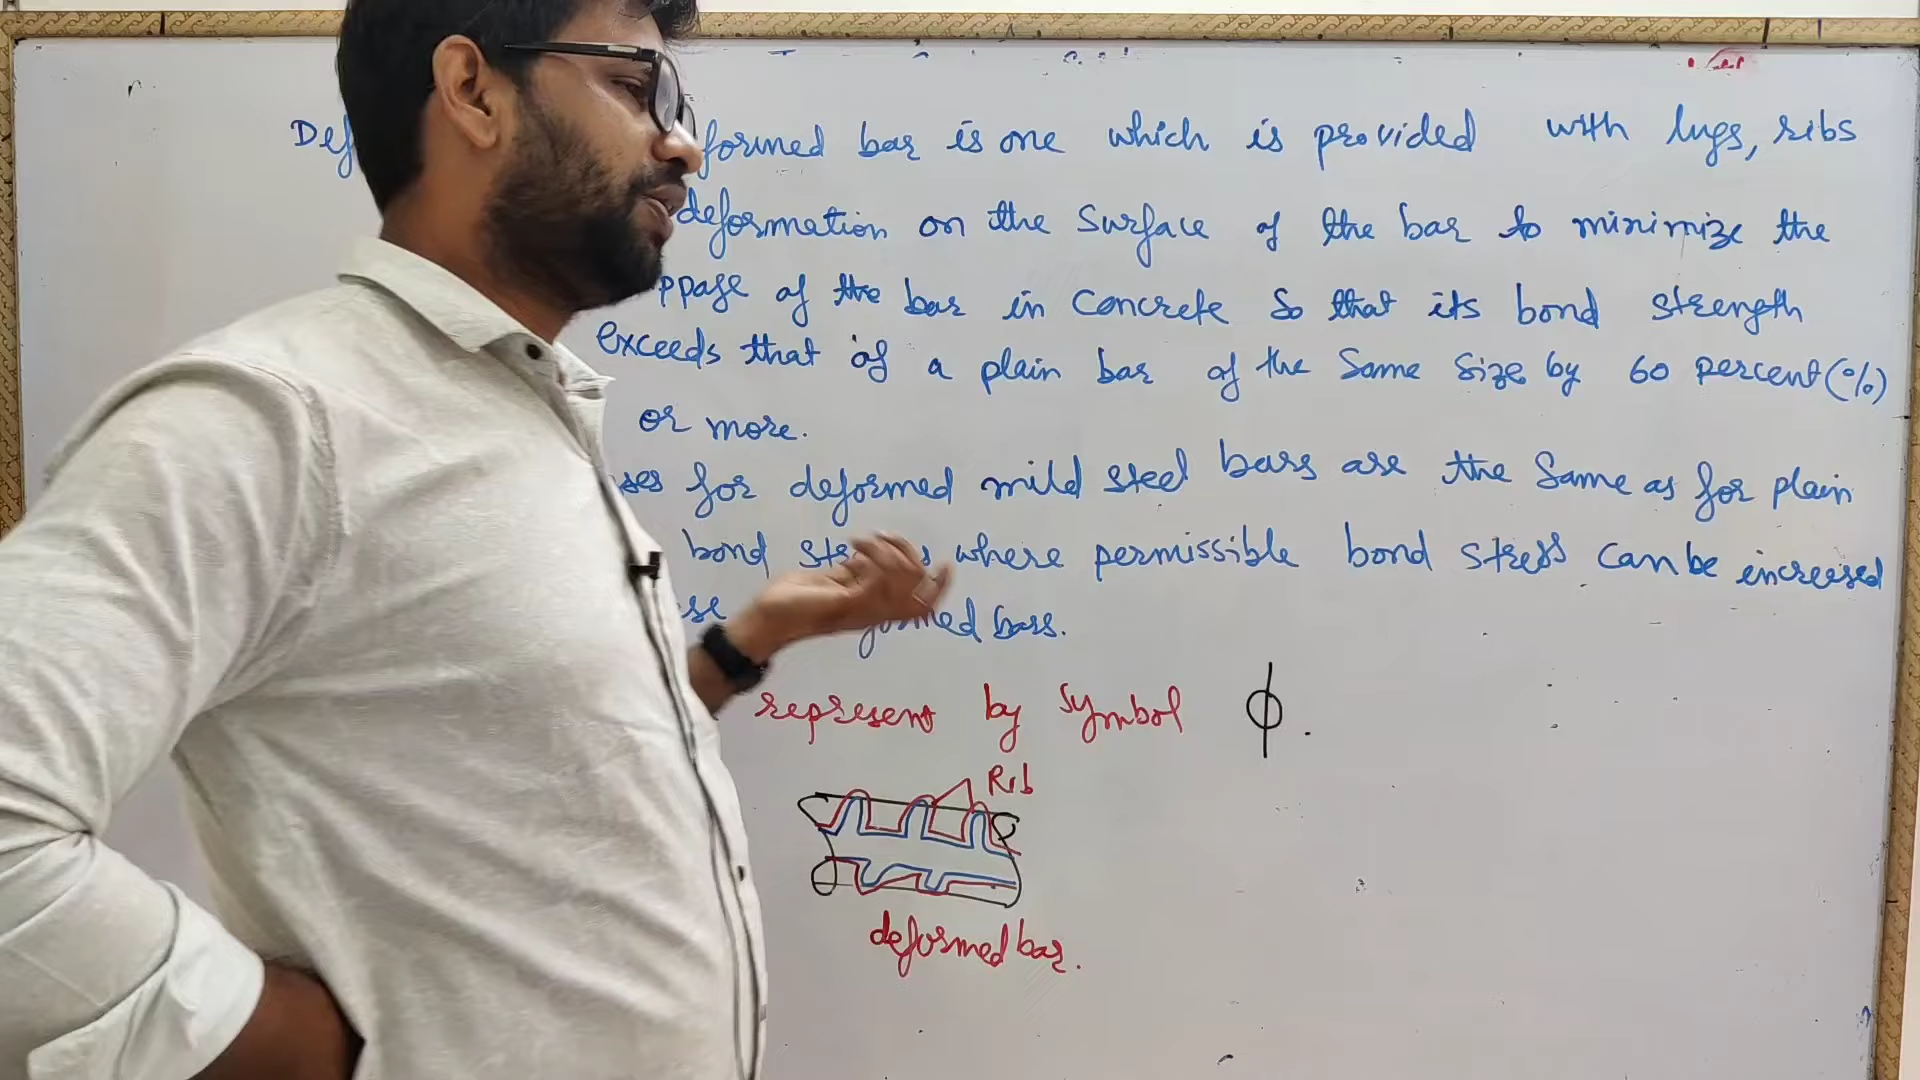 Def formed bar is one which is provided with lugs, ribs
deformation on the surface of the bar to minimize the
ppage of the bar in Concrete So that its bond strength
exceeds that of a plain bar of the Same Size by 60 percent (%)
or more.
ses for deformed mild steel bars are the Same as for plain
bond where permissible bond stress can be increased
se formed bars.
represent by Symbol ϕ.
Rib
deformed bar.